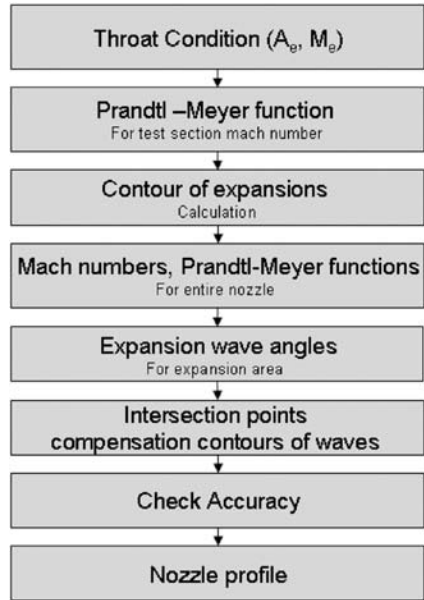 Throat Condition (Ae, Me)
Prandtl –Meyer function
For test section mach number
Contour of expansions
Calculation
Mach numbers, Prandtl-Meyer functions
For entire nozzle
Expansion wave angles
For expansion area
Intersection points
compensation contours of waves
Check Accuracy
Nozzle profile